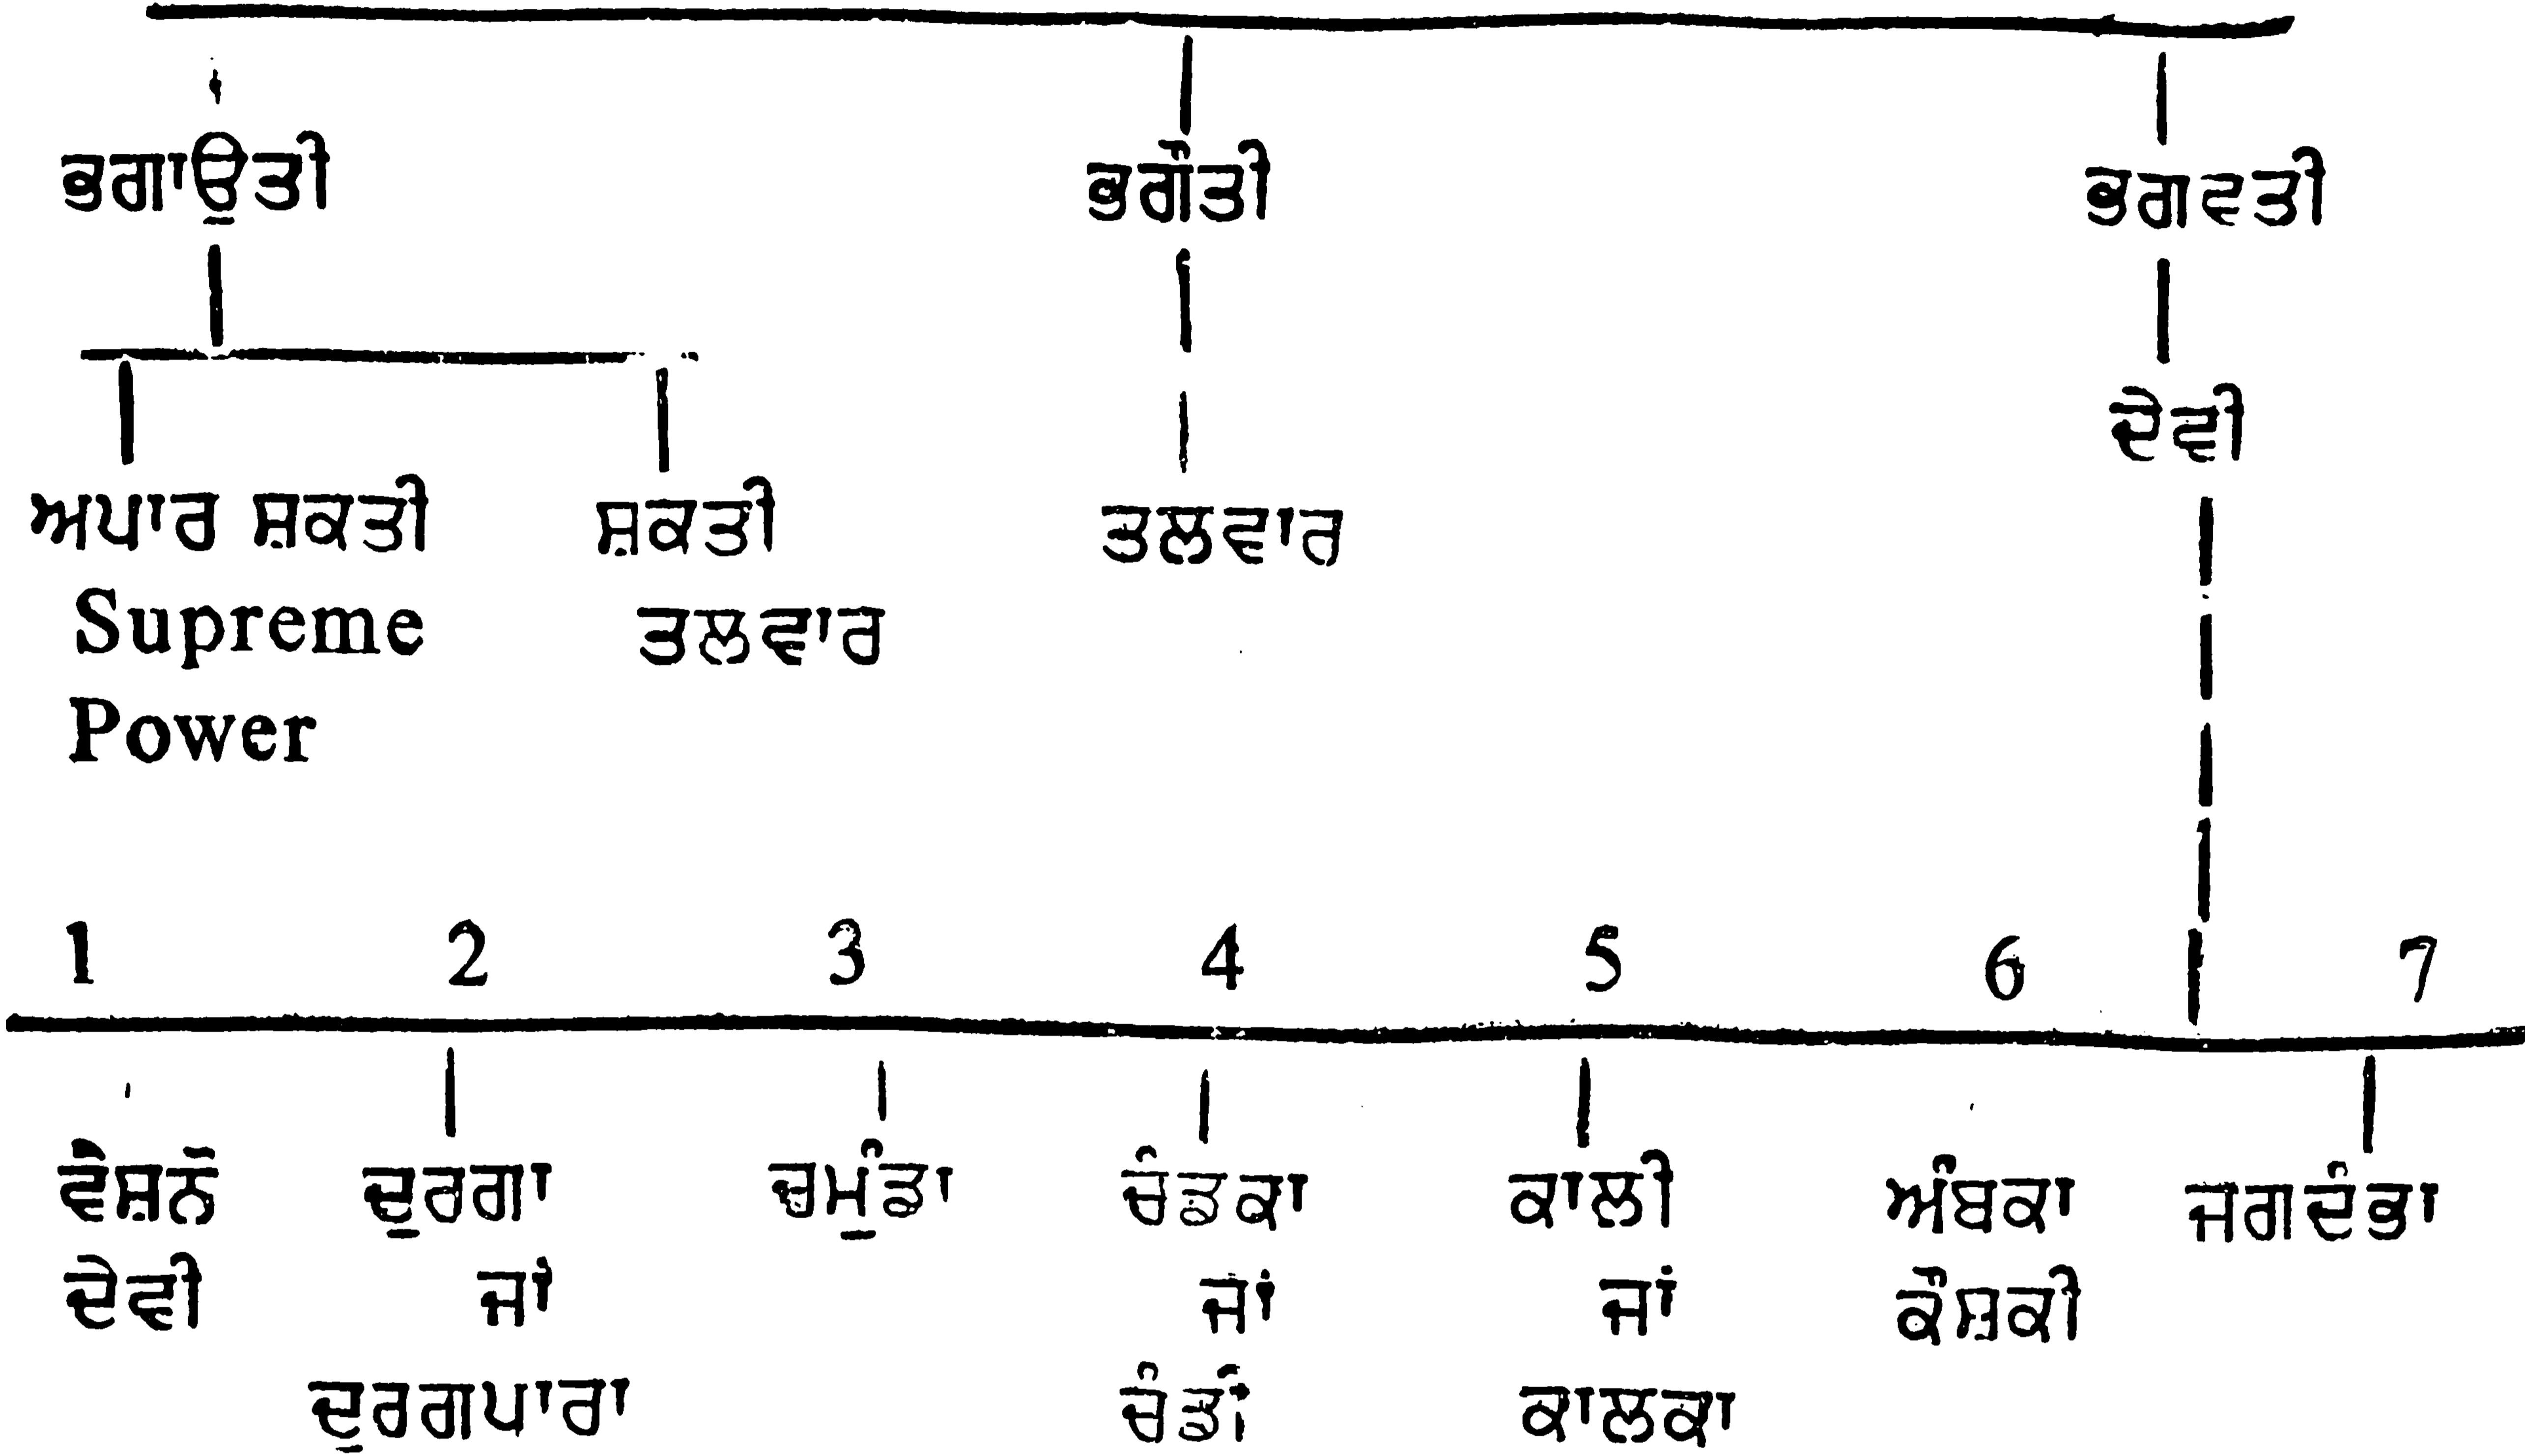 ਭਗਾਉਤੀ ਭਗੌਤੀ ਭਗਵਤੀ
ਦੇਵੀ
ਅਪਾਰ ਸ਼ਕਤੀ ਸ਼ਕਤੀ ਤਲਵਾਰ
Supreme ਤਲਵਾਰ
Power
1 2 3 4 5 6 7
ਵੈਸ਼ਨੋ ਦੁਰਗਾ ਚਮੁੰਡਾ ਚੰਡਕਾ ਕਾਲੀ ਅੰਬਕਾ ਜਗਦੰਭਾ
ਦੇਵੀ ਜਾਂ ਜਾਂ ਜਾਂ ਕੌਸ਼ਕੀ
ਦੁਰਗਪਾਰਾ ਚੰਡੀ ਕਾਲਕਾ